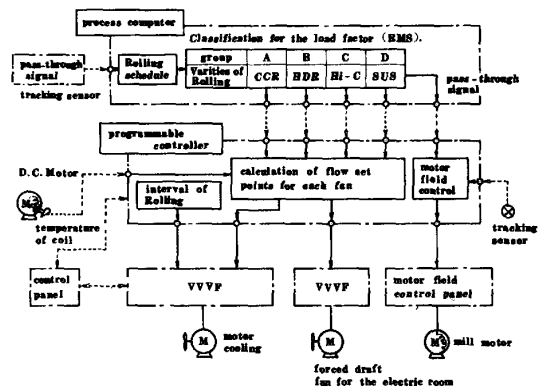 process computer
Classification for the load factor (RMS).
pass-through
signal
tracking sensor
Rolling
schedule
group A B C D
Varities of
Rolling
CCR HDR Hi-C SUS
pass-through
signal
programmable
controller
D.C. Motor
M
temperature
of coil
interval of
Rolling
calculation of flow set
points for each fan
motor
field
control
tracking
sensor
control
panel
VVVF
VVVF
motor field
control panel
M
motor
cooling
M
forced draft
fan for the electric room
M
mill motor